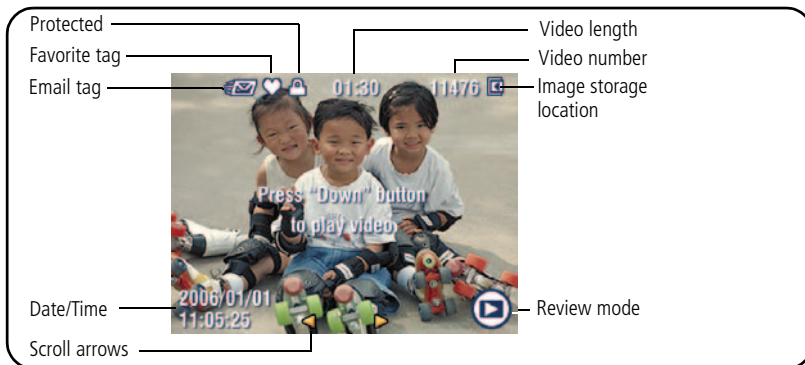 Protected
Favorite tag
Email tag
Video length
Video number
Image storage
location
01:30
11476
Press "Down" button
to play video
2006/01/01
11:05:25
Date/Time
Scroll arrows
Review mode